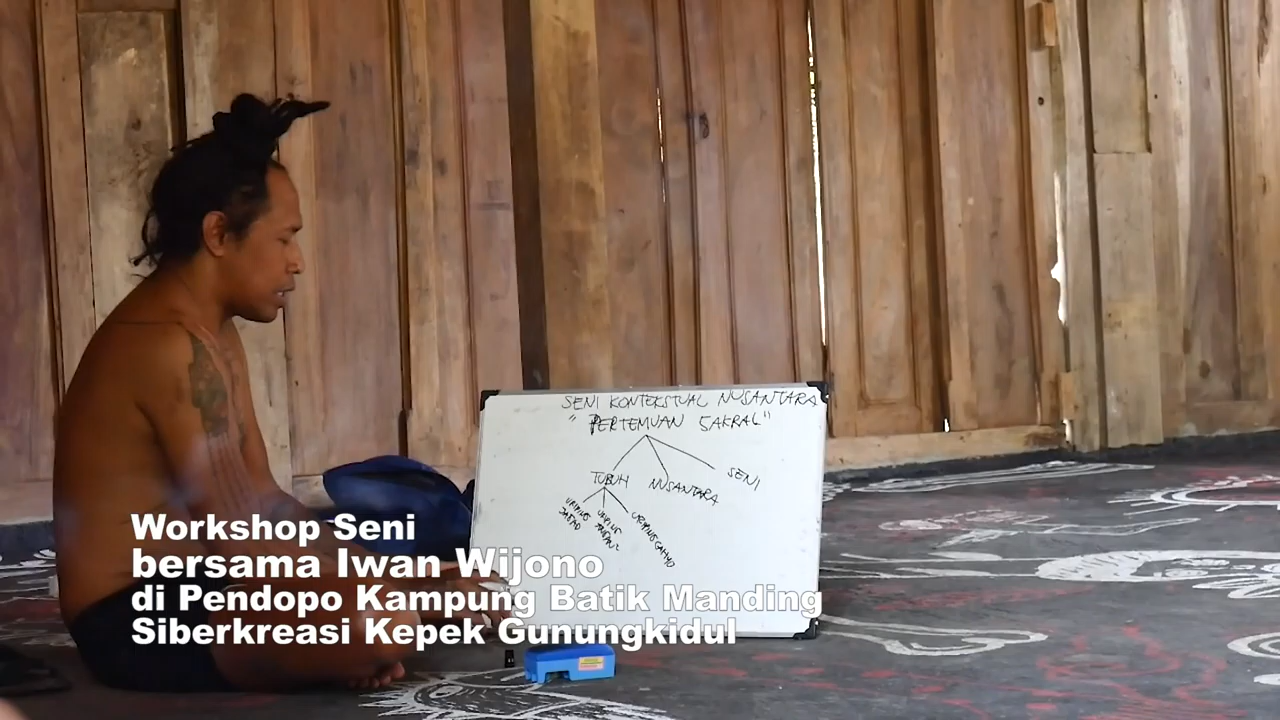 SENI KONTEKSTUAL NUSANTARA
"PERTEMUAN SAKRAL"
TUBUH NUSANTARA SENI
Workshop Seni
bersama Iwan Wijono
di Pendopo Kampung Batik Manding
Siberkreasi Kepek Gunungkidul